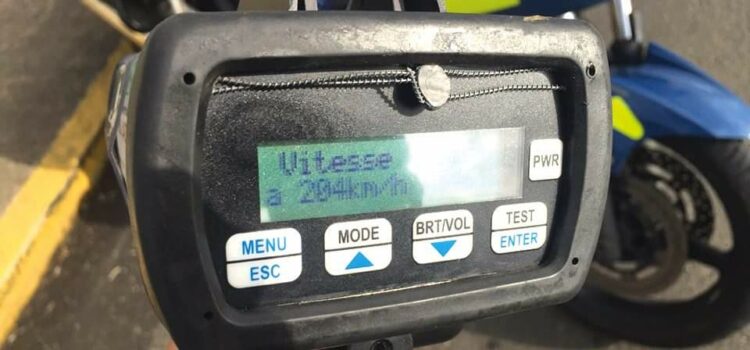 Vitesse
a 204km/h
PWR
MENU
ESC
MODE
BRT/VOL
TEST
ENTER